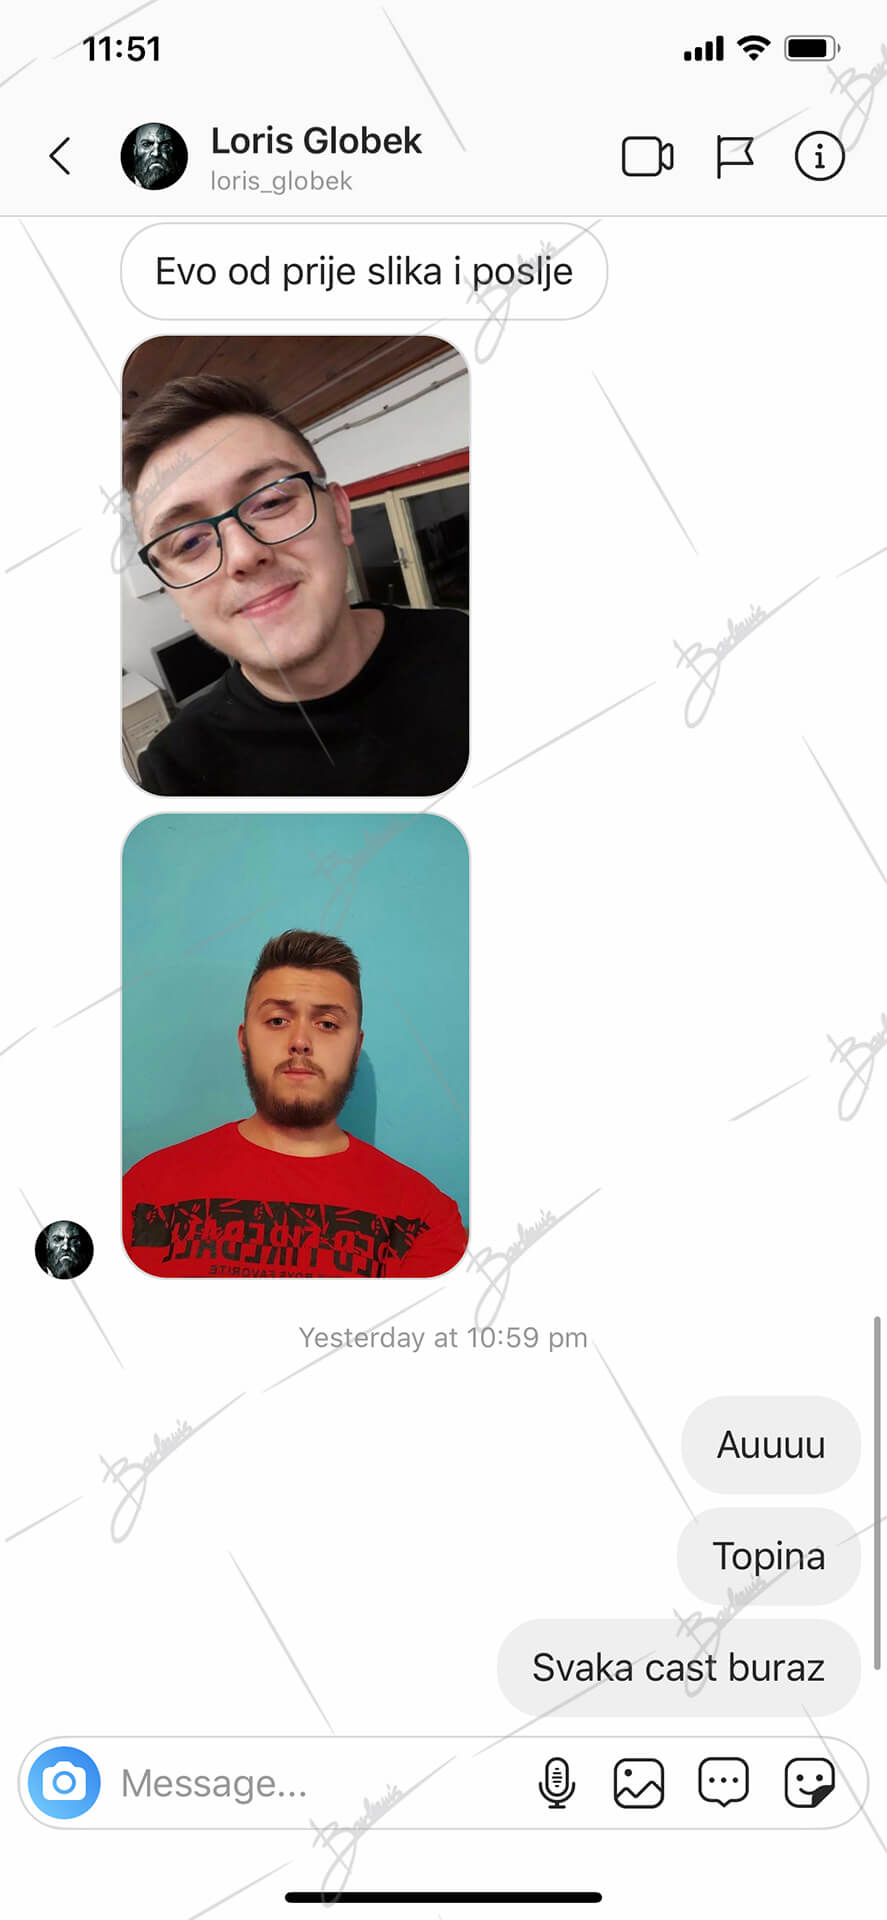 11:51
Loris Globek
loris_globek
Evo od prije slika i poslje
Yesterday at 10:59 pm
Auuuu
Topina
Svaka cast buraz
Message...